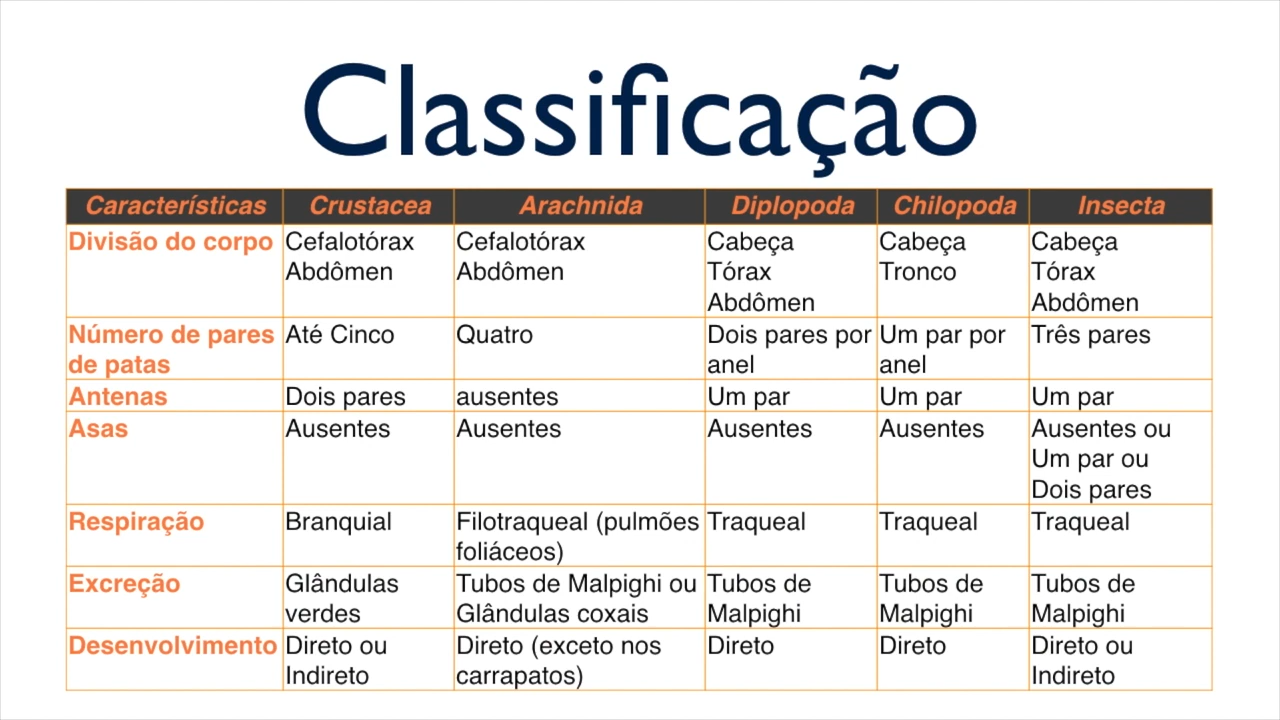 Classificação
Características Crustacea Arachnida Diplopoda Chilopoda Insecta
Divisão do corpo Cefalotórax Cefalotórax Cabeça Cabeça Cabeça
Abdômen Abdômen Tórax Tronco Tórax
Abdômen Abdômen
Número de pares Até Cinco Quatro Dois pares por Um par por Três pares
de patas anel anel
Antenas Dois pares ausentes Um par Um par Um par
Asas Ausentes Ausentes Ausentes Ausentes Ausentes ou
Um par ou
Dois pares
Respiração Branquial Filotraqueal (pulmões Traqueal Traqueal Traqueal
foliáceos)
Excreção Glândulas Tubos de Malpighi ou Tubos de Tubos de Tubos de
verdes Glândulas coxais Malpighi Malpighi Malpighi
Desenvolvimento Direto ou Direto (exceto nos Direto Direto Direto ou
Indireto carrapatos) Indireto